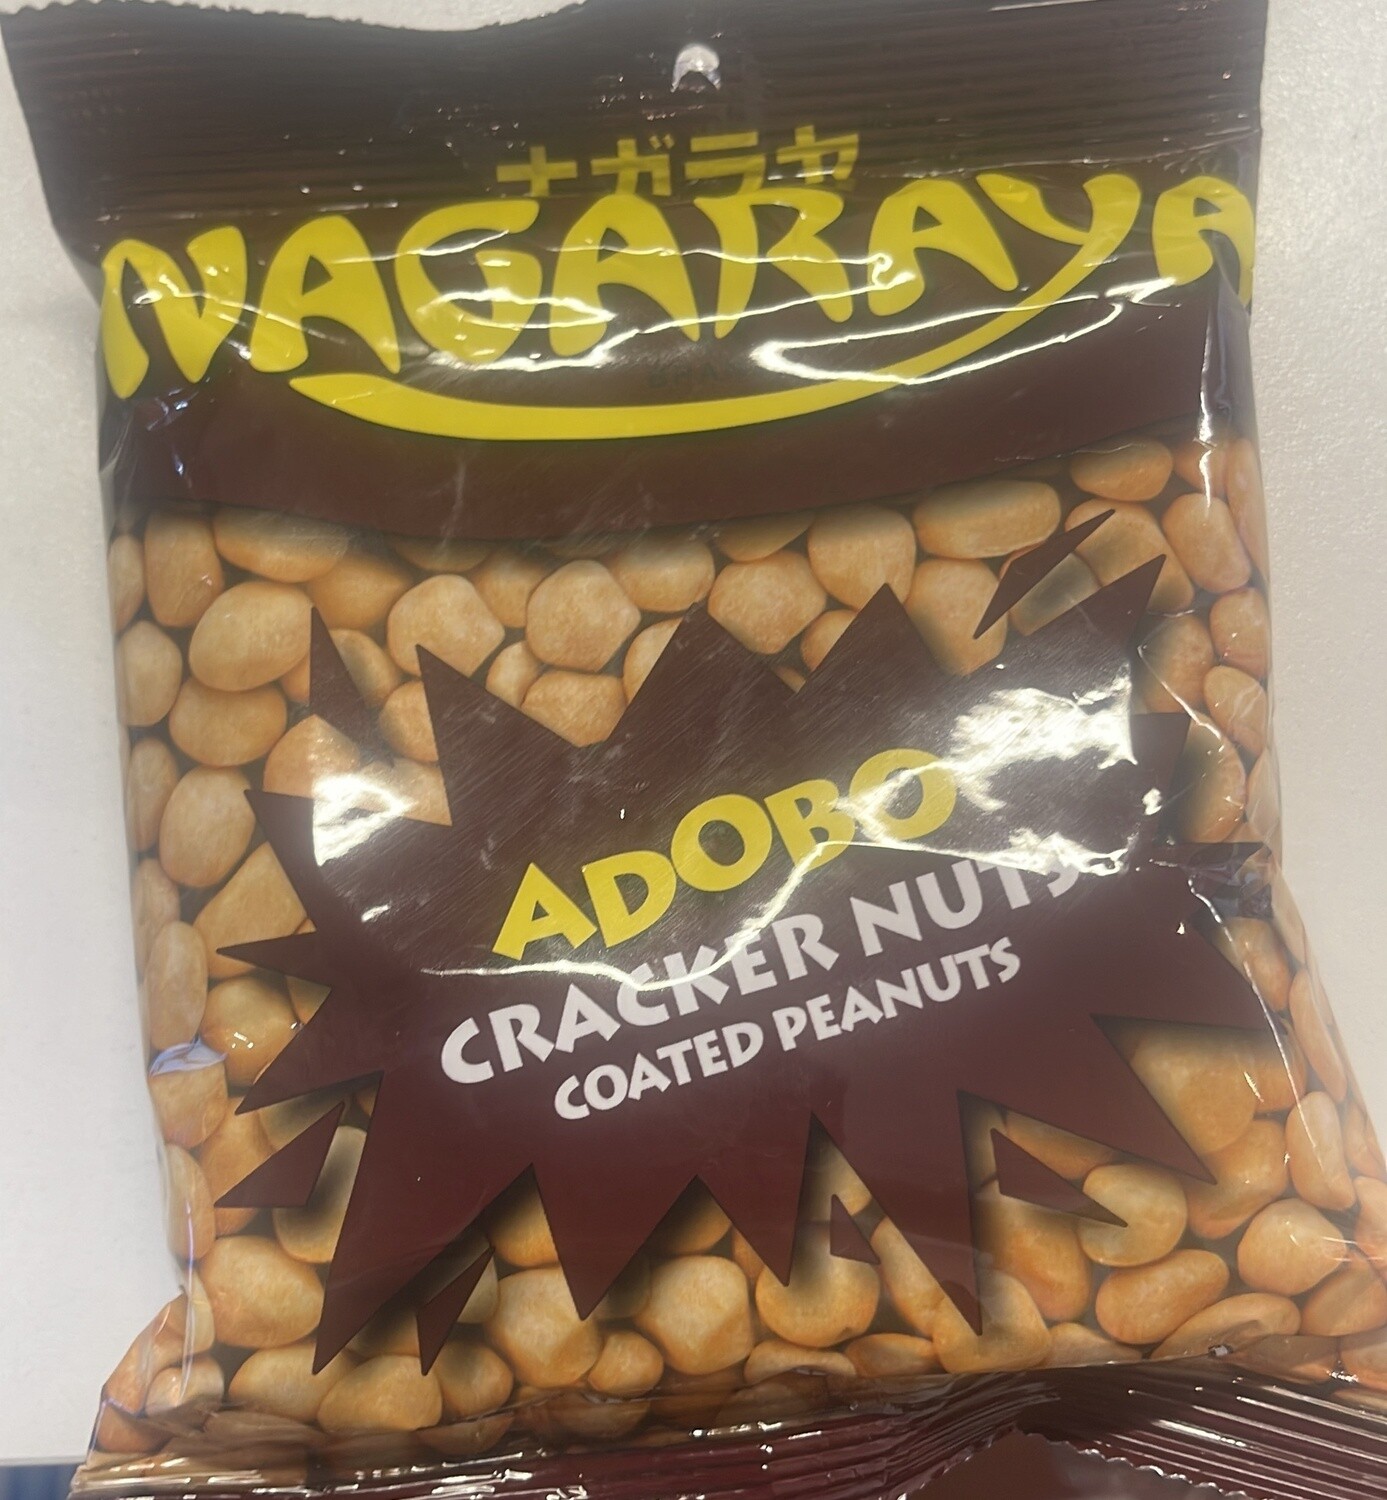 ナガラヤ
NAGARAYA
ADOBO
CRACKER NUTS
COATED PEANUTS